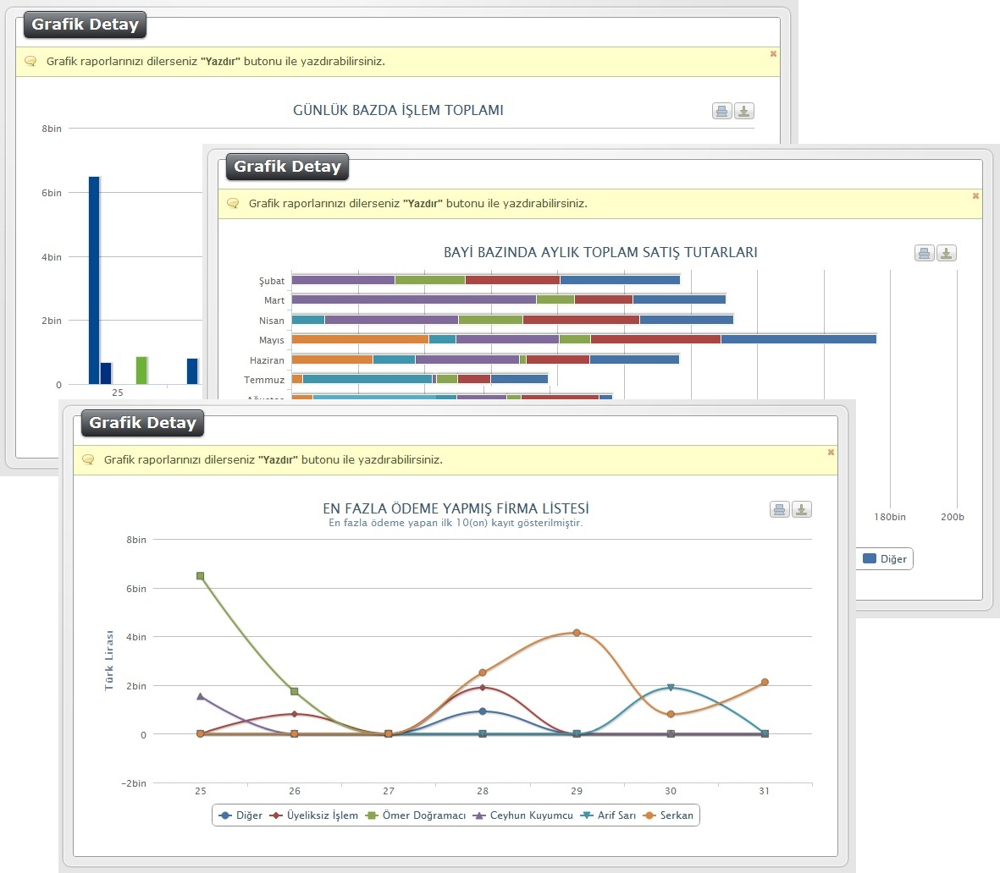 Grafik Detay
Grafik raporlarınızı dilerseniz "Yazdır" butonu ile yazdırabilirsiniz.
GÜNLÜK BAZDA İŞLEM TOPLAMI
8bin
6bin
4bin
2bin
0
25
Grafik Detay
Grafik raporlarınızı dilerseniz "Yazdır" butonu ile yazdırabilirsiniz.
BAYİ BAZINDA AYLIK TOPLAM SATIŞ TUTARLARI
Şubat
Mart
Nisan
Mayıs
Haziran
Temmuz
Ağustos
180bin 200b
Diğer
Grafik Detay
Grafik raporlarınızı dilerseniz "Yazdır" butonu ile yazdırabilirsiniz.
EN FAZLA ÖDEME YAPMIŞ FİRMA LİSTESİ
En fazla ödeme yapan ilk 10(on) kayıt gösterilmiştir.
Türk Lirası
8bin
6bin
4bin
2bin
0
-2bin
25 26 27 28 29 30 31
Diğer Üyeliksiz İşlem Ömer Doğramacı Ceyhun Kuyumcu Arif Sarı Serkan